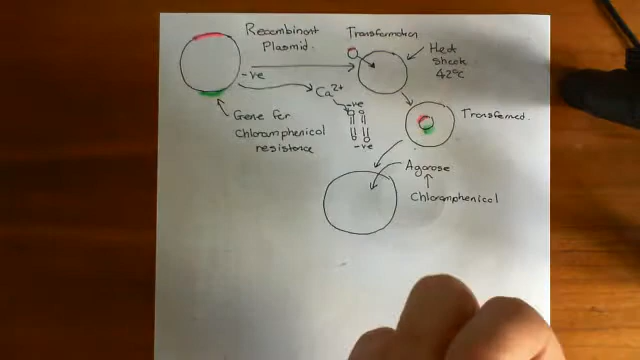 Recombinant
Plasmid.
-ve
Gene for
Chloramphenicol
resistance
Ca2+
-ve
-ve
Transformation
Heat
Shock
42°C
Transformed.
Agarose
Chloramphenicol